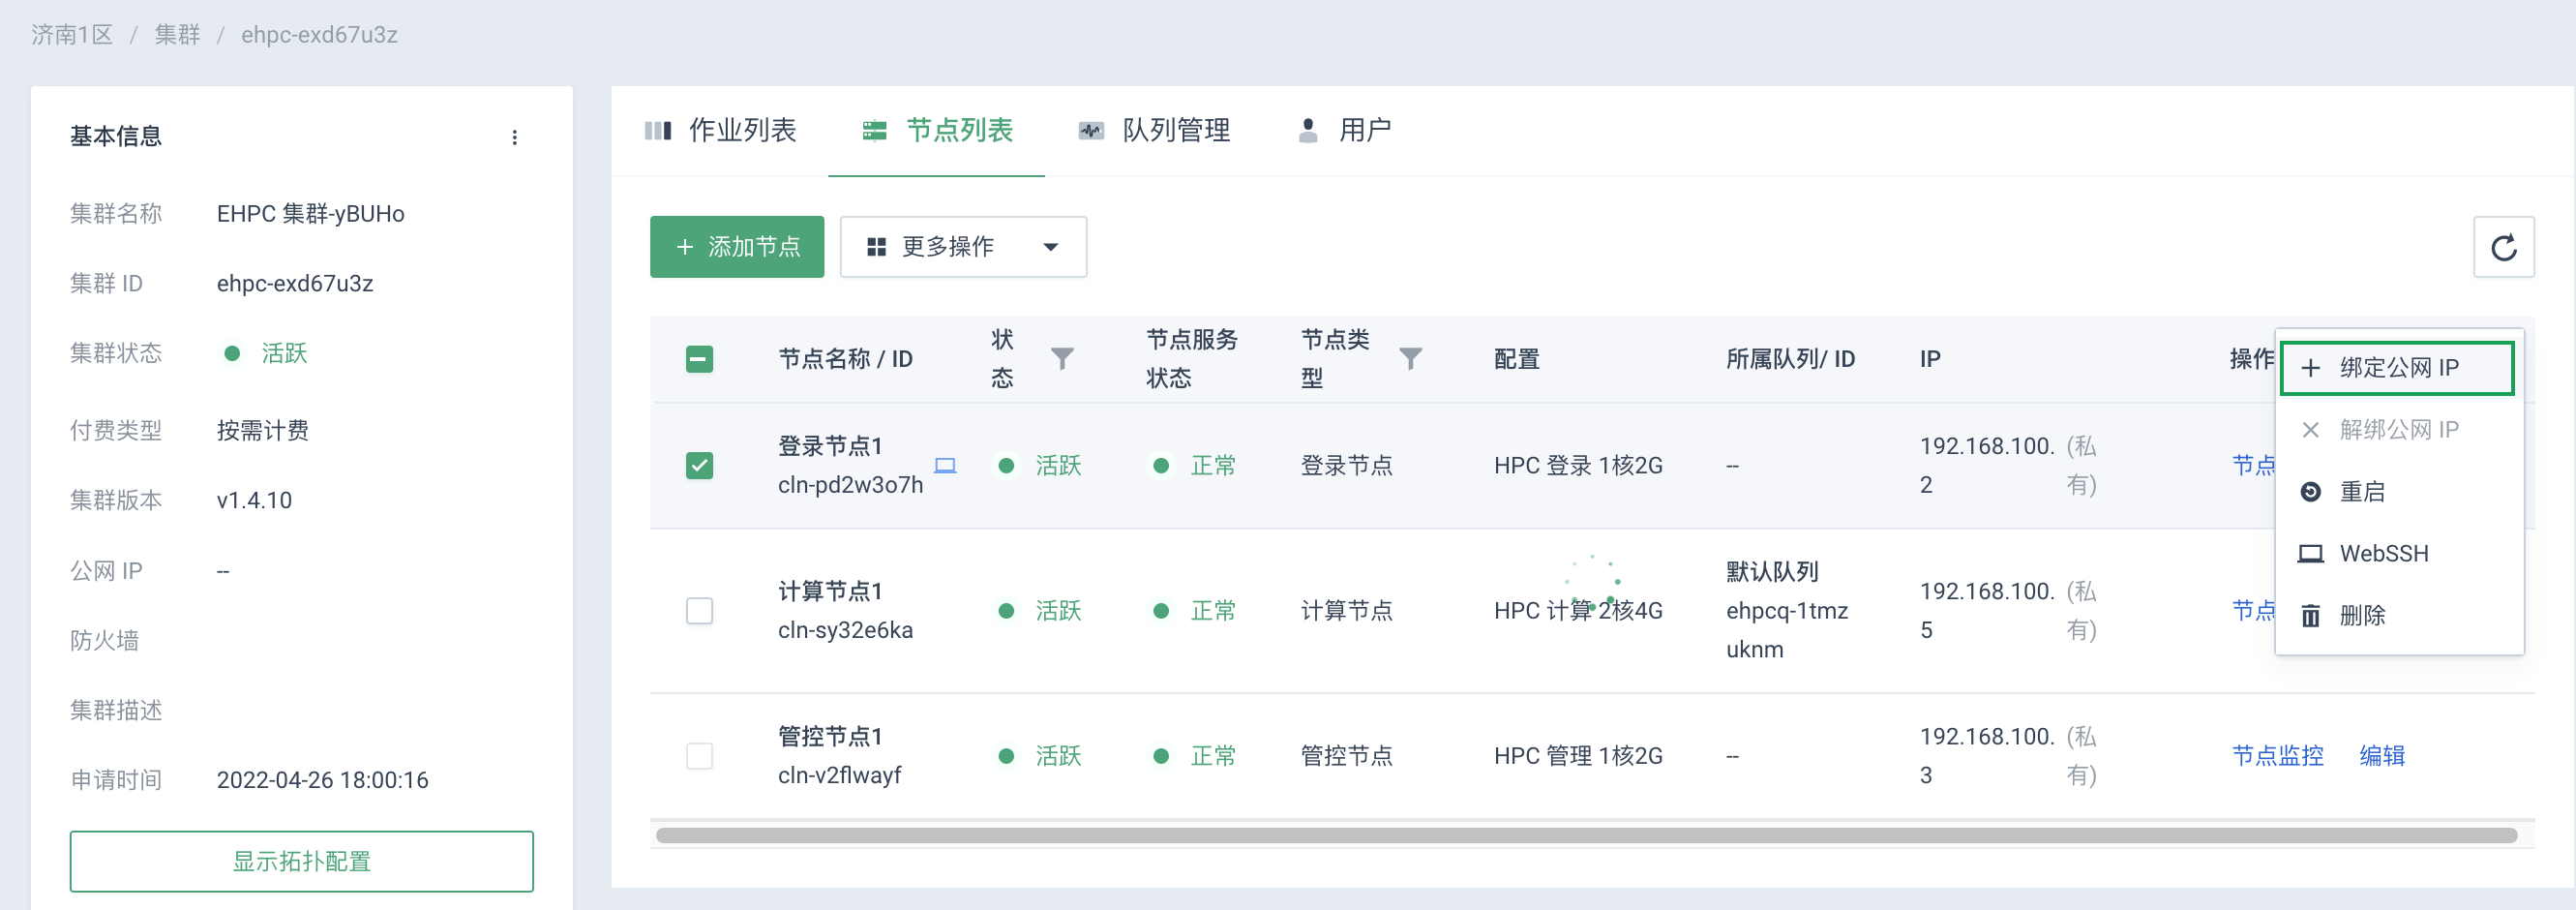 济南1区 / 集群 / ehpc-exd67u3z
基本信息
集群名称 EHPC 集群-yBUHo
集群 ID ehpc-exd67u3z
集群状态 活跃
付费类型 按需计费
集群版本 v1.4.10
公网 IP --
防火墙
集群描述
申请时间 2022-04-26 18:00:16
显示拓扑配置
作业列表 节点列表 队列管理 用户
+ 添加节点 更多操作
节点名称 / ID 状态 节点服务状态 节点类型 配置 所属队列/ ID IP 操作
登录节点1
cln-pd2w3o7h 活跃 正常 登录节点 HPC 登录 1核2G -- 192.168.100.2 (私有) 节点
计算节点1
cln-sy32e6ka 活跃 正常 计算节点 HPC 计算 2核4G 默认队列 ehpcq-1tmzuknm 192.168.100.5 (私有) 节点
管控节点1
cln-v2flwayf 活跃 正常 管控节点 HPC 管理 1核2G -- 192.168.100.3 (私有) 节点监控 编辑
+ 绑定公网 IP
× 解绑公网 IP
重启
WebSSH
删除